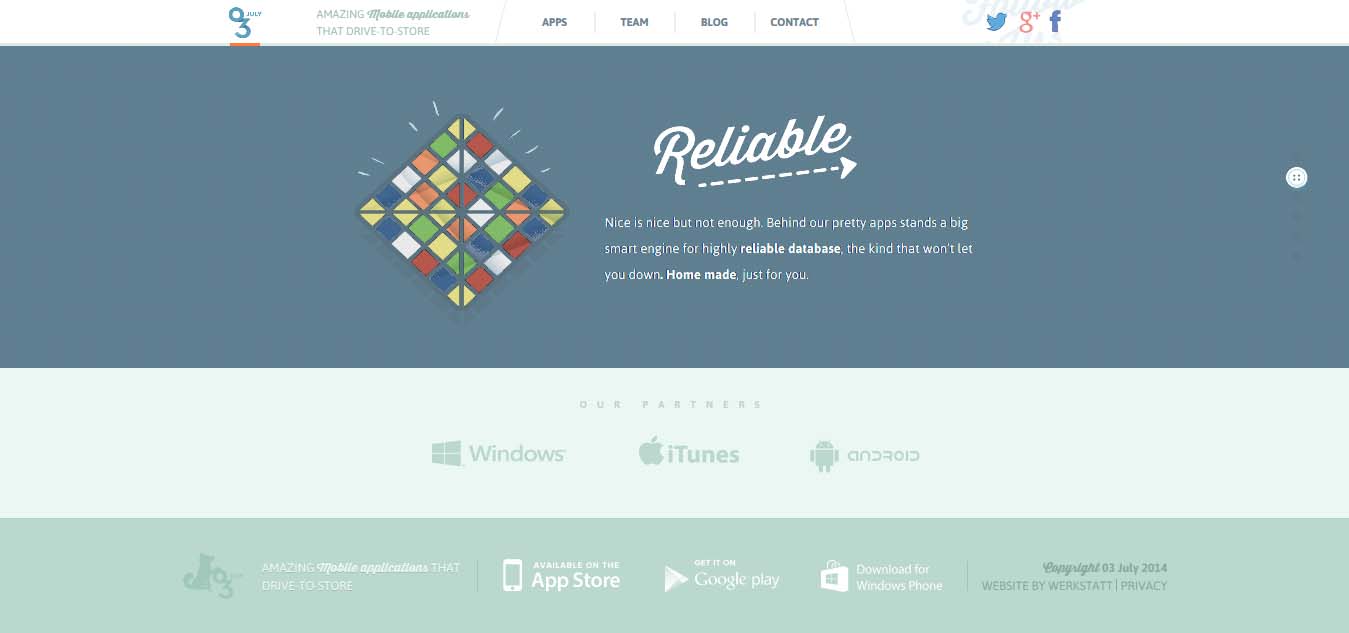 03 JULY
AMAZING Mobile applications
THAT DRIVE-TO-STORE
APPS
TEAM
BLOG
CONTACT
g+
f
Reliable
Nice is nice but not enough. Behind our pretty apps stands a big
smart engine for highly reliable database, the kind that won't let
you down. Home made, just for you.
OUR PARTNERS
Windows
iTunes
ANDROID
03
AMAZING Mobile applications THAT
DRIVE-TO-STORE
AVAILABLE ON THE
App Store
GET IT ON
Google play
Download for
Windows Phone
Copyright 03 July 2014
WEBSITE BY WERKSTATT | PRIVACY